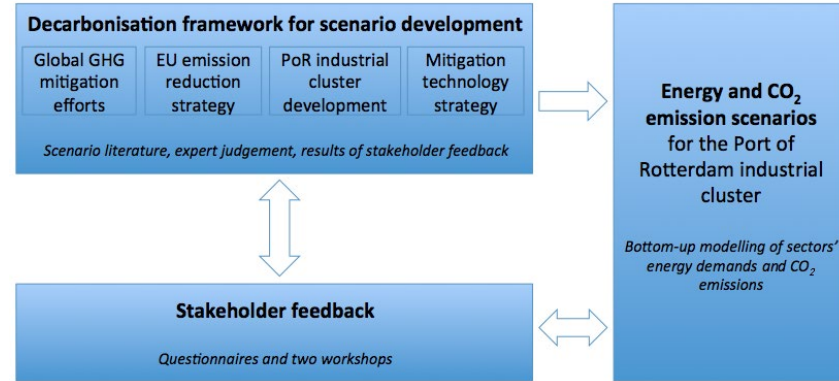 Decarbonisation framework for scenario development
Global GHG
mitigation
efforts
EU emission
reduction
strategy
PoR industrial
cluster
development
Mitigation
technology
strategy
Scenario literature, expert judgement, results of stakeholder feedback
Energy and CO₂
emission scenarios
for the Port of
Rotterdam industrial
cluster
Bottom-up modelling of sectors’
energy demands and CO₂
emissions
Stakeholder feedback
Questionnaires and two workshops